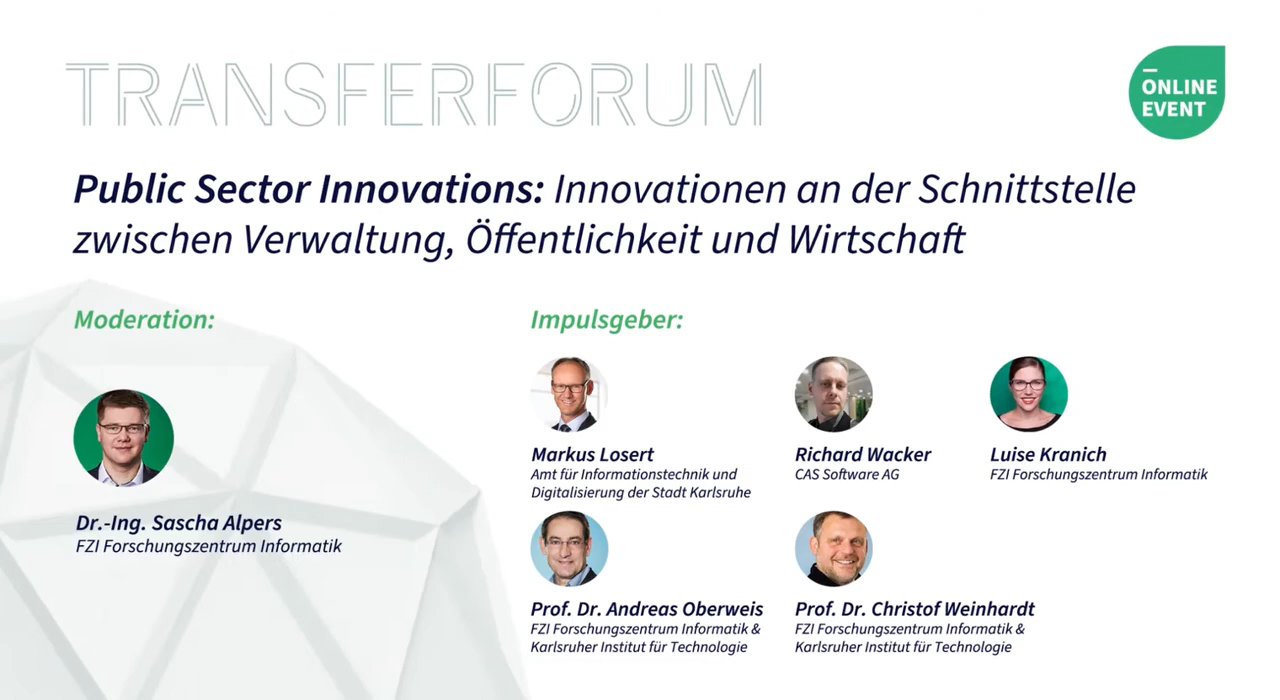 TRANSFERFORUM
ONLINE
EVENT
Public Sector Innovations: Innovationen an der Schnittstelle
zwischen Verwaltung, Öffentlichkeit und Wirtschaft
Moderation:
Dr.-Ing. Sascha Alpers
FZI Forschungszentrum Informatik
Impulsgeber:
Markus Losert
Amt für Informationstechnik und
Digitalisierung der Stadt Karlsruhe
Richard Wacker
CAS Software AG
Luise Kranich
FZI Forschungszentrum Informatik
Prof. Dr. Andreas Oberweis
FZI Forschungszentrum Informatik &
Karlsruher Institut für Technologie
Prof. Dr. Christof Weinhardt
FZI Forschungszentrum Informatik &
Karlsruher Institut für Technologie